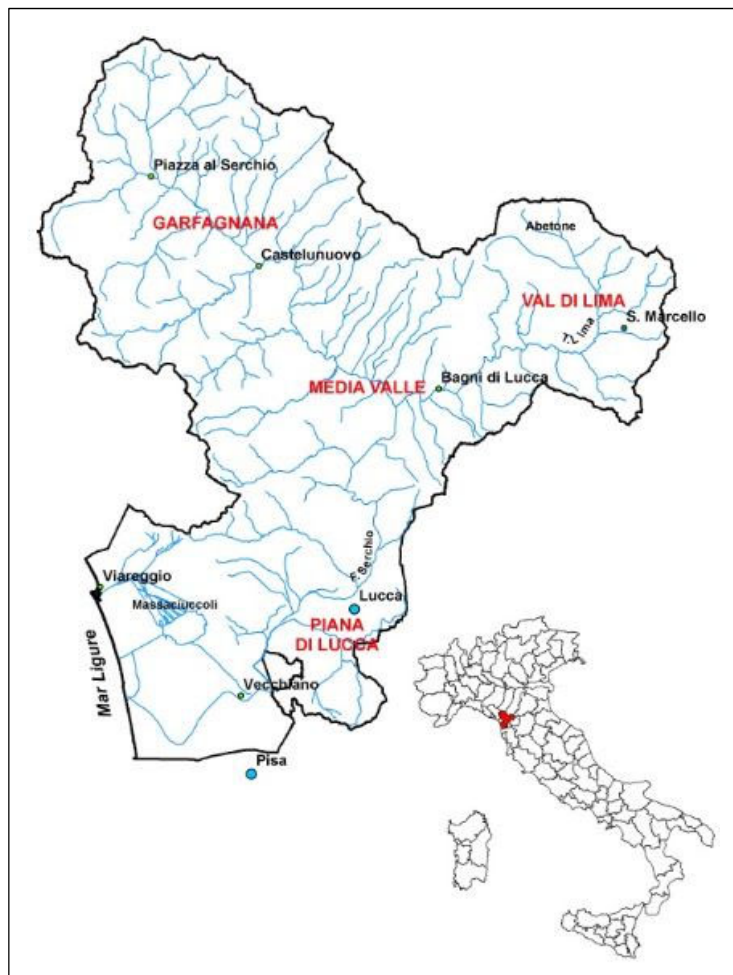 Piazza al Serchio
GARFAGNANA
Castelunuovo
Abetone
VAL DI LIMA
S. Marcello
T. Lima
MEDIA VALLE
Bagni di Lucca
F. Serchio
Viareggio
Massaciuccoli
Lucca
PIANA
DI LUCCA
Mar Ligure
Vecchiano
Pisa